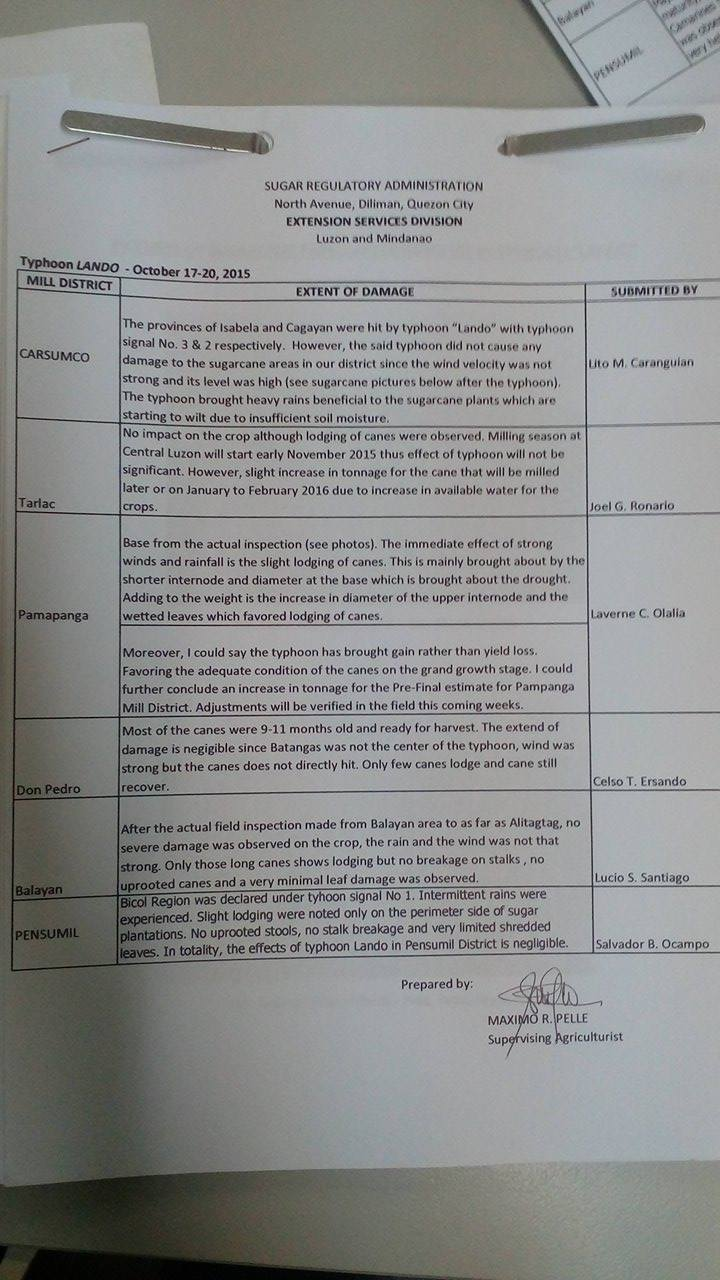 Balayan
maturity
Camarines
was obse
very he
PENSUMIL
SUGAR REGULATORY ADMINISTRATION
North Avenue, Diliman, Quezon City
EXTENSION SERVICES DIVISION
Luzon and Mindanao
Typhoon LANDO - October 17-20, 2015
MILL DISTRICT
EXTENT OF DAMAGE
SUBMITTED BY
CARSUMCO
The provinces of Isabela and Cagayan were hit by typhoon "Lando" with typhoon
signal No. 3 & 2 respectively. However, the said typhoon did not cause any
damage to the sugarcane areas in our district since the wind velocity was not
strong and its level was high (see sugarcane pictures below after the typhoon).
The typhoon brought heavy rains beneficial to the sugarcane plants which are
starting to wilt due to insufficient soil moisture.
Lito M. Caranguian
Tarlac
No impact on the crop although lodging of canes were observed. Milling season at
Central Luzon will start early November 2015 thus effect of typhoon will not be
significant. However, slight increase in tonnage for the cane that will be milled
later or on January to February 2016 due to increase in available water for the
crops.
Joel G. Ronario
Pamapanga
Base from the actual inspection (see photos). The immediate effect of strong
winds and rainfall is the slight lodging of canes. This is mainly brought about by the
shorter internode and diameter at the base which is brought about the drought.
Adding to the weight is the increase in diameter of the upper internode and the
wetted leaves which favored lodging of canes.
Laverne C. Olalia
Moreover, I could say the typhoon has brought gain rather than yield loss.
Favoring the adequate condition of the canes on the grand growth stage. I could
further conclude an increase in tonnage for the Pre-Final estimate for Pampanga
Mill District. Adjustments will be verified in the field this coming weeks.
Don Pedro
Most of the canes were 9-11 months old and ready for harvest. The extend of
damage is negigible since Batangas was not the center of the typhoon, wind was
strong but the canes does not directly hit. Only few canes lodge and cane still
recover.
Celso T. Ersando
Balayan
After the actual field inspection made from Balayan area to as far as Alitagtag, no
severe damage was observed on the crop, the rain and the wind was not that
strong. Only those long canes shows lodging but no breakage on stalks , no
uprooted canes and a very minimal leaf damage was observed.
Lucio S. Santiago
PENSUMIL
Bicol Region was declared under tyhoon signal No 1. Intermittent rains were
experienced. Slight lodging were noted only on the perimeter side of sugar
plantations. No uprooted stools, no stalk breakage and very limited shredded
leaves. In totality, the effects of typhoon Lando in Pensumil District is negligible.
Salvador B. Ocampo
Prepared by:
MAXIMO R. PELLE
Supervising Agriculturist